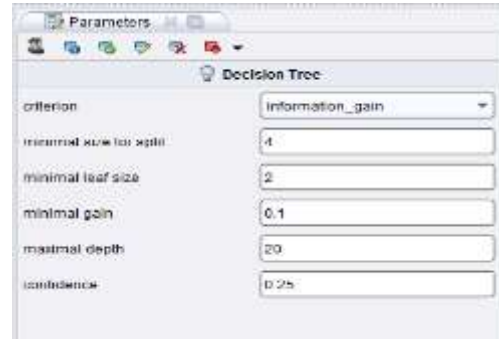 Parameters
Decision Tree
criterion information_gain
minimal size for split 4
minimal leaf size 2
minimal gain 0.1
maximal depth 20
confidence 0.25